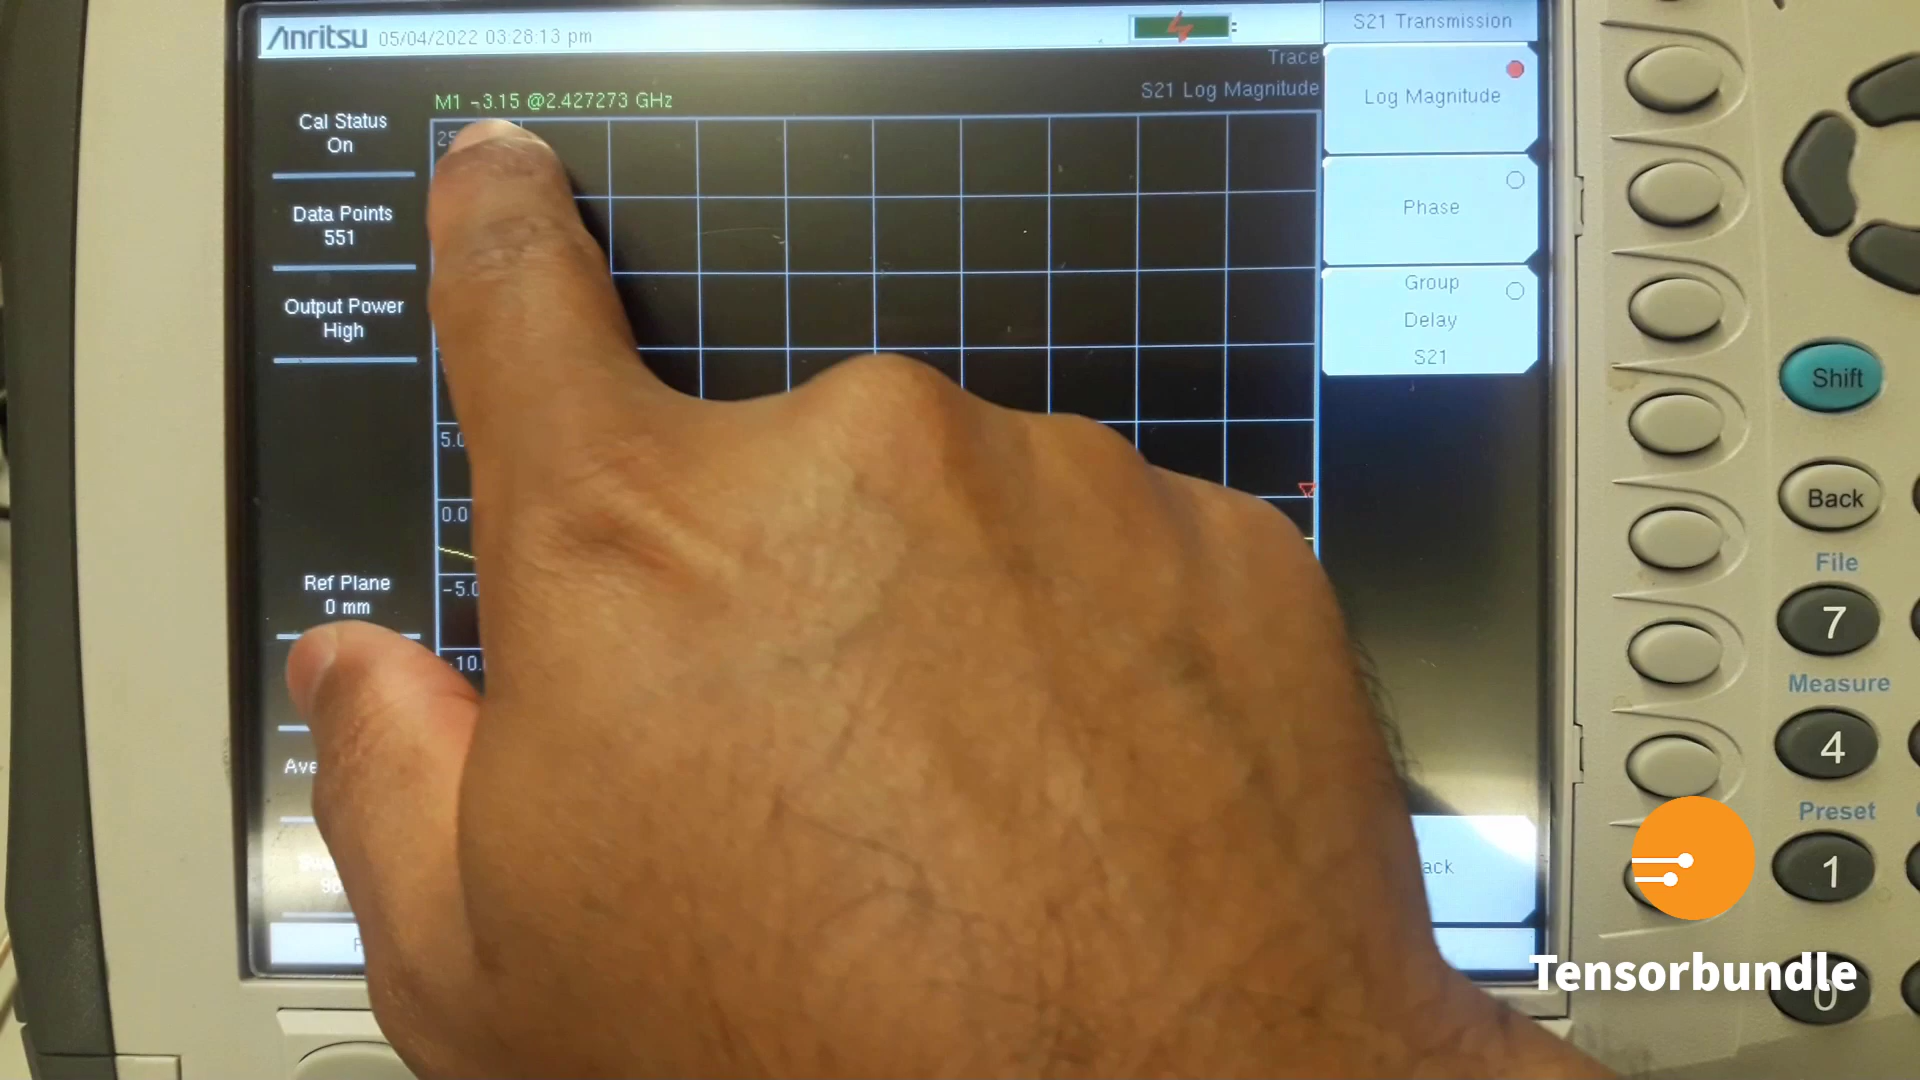 Anritsu 05/04/2022 03:28:13 pm
S21 Transmission
Trace
S21 Log Magnitude
M1 -3.15 @2.427273 GHz
Cal Status
On
Data Points
551
Output Power
High
Ref Plane
0 mm
25
5.0
0.0
-5.0
-10.
Log Magnitude
Phase
Group
Delay
S21
Shift
Back
File
7
Measure
4
Preset
1
0
Tensorbundle